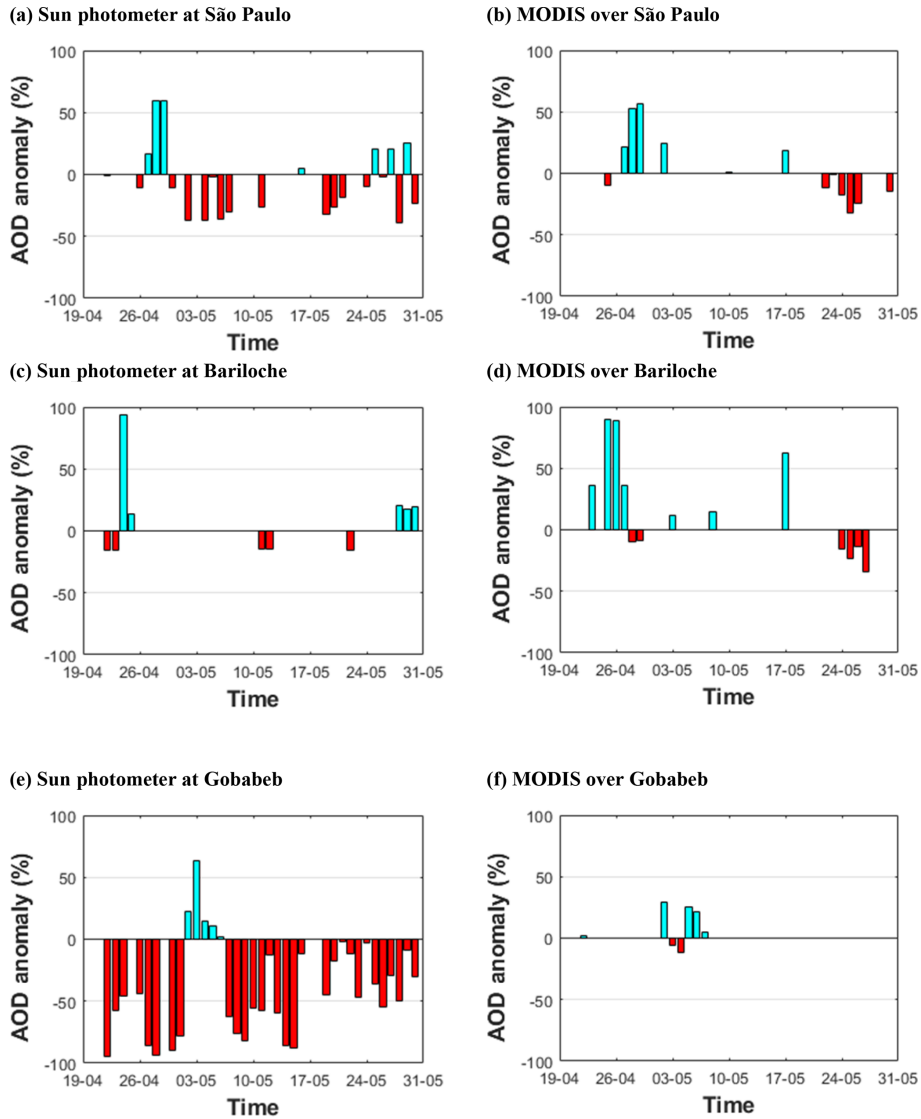 (a) Sun photometer at São Paulo
(b) MODIS over São Paulo
100
50
0
-50
-100
AOD anomaly (%)
19-04 26-04 03-05 10-05 17-05 24-05 31-05
Time
100
50
0
-50
-100
AOD anomaly (%)
19-04 26-04 03-05 10-05 17-05 24-05 31-05
Time
(c) Sun photometer at Bariloche
(d) MODIS over Bariloche
100
50
0
-50
-100
AOD anomaly (%)
19-04 26-04 03-05 10-05 17-05 24-05 31-05
Time
100
50
0
-50
-100
AOD anomaly (%)
19-04 26-04 03-05 10-05 17-05 24-05 31-05
Time
(e) Sun photometer at Gobabeb
(f) MODIS over Gobabeb
100
50
0
-50
-100
AOD anomaly (%)
19-04 26-04 03-05 10-05 17-05 24-05 31-05
Time
100
50
0
-50
-100
AOD anomaly (%)
19-04 26-04 03-05 10-05 17-05 24-05 31-05
Time